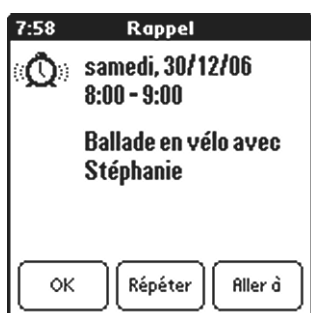 7:58 Rappel
samedi, 30/12/06
8:00 - 9:00
Ballade en vélo avec
Stéphanie
OK Répéter Aller à